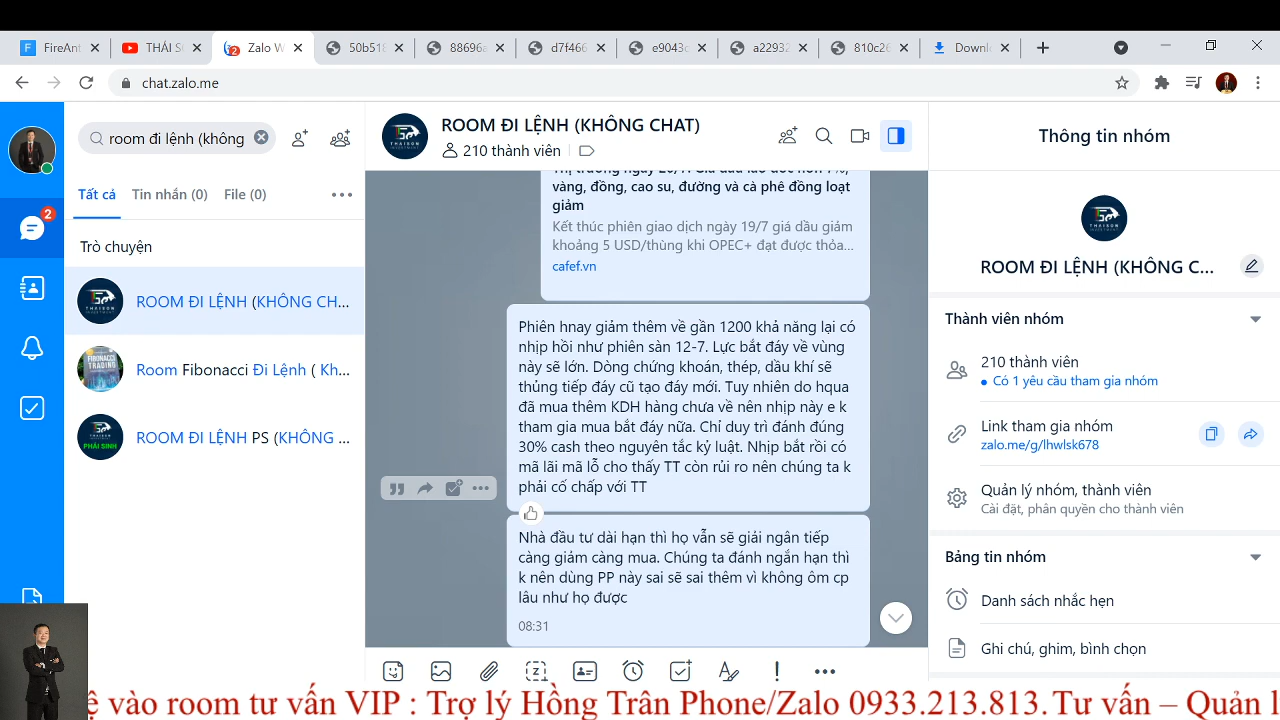 FireAnt
THÁI S
Zalo W
50b518
88696a
d7f466
e9043c
a22932
810c26
Downlo
chat.zalo.me
room đi lệnh (không
Tất cả
Tin nhắn (0)
File (0)
Trò chuyện
ROOM ĐI LỆNH (KHÔNG CH...
Room Fibonacci Đi Lệnh ( Kh...
ROOM ĐI LỆNH PS (KHÔNG ...
2
ROOM ĐI LỆNH (KHÔNG CHAT)
210 thành viên
vàng, đồng, cao su, đường và cà phê đồng loạt
giảm
Kết thúc phiên giao dịch ngày 19/7 giá dầu giảm
khoảng 5 USD/thùng khi OPEC+ đạt được thỏa...
cafef.vn
Phiên hnay giảm thêm về gần 1200 khả năng lại có
nhịp hồi như phiên sàn 12-7. Lực bắt đáy về vùng
này sẽ lớn. Dòng chứng khoán, thép, dầu khí sẽ
thủng tiếp đáy cũ tạo đáy mới. Tuy nhiên do hqua
đã mua thêm KDH hàng chưa về nên nhịp này e k
tham gia mua bắt đáy nữa. Chỉ duy trì đánh đúng
30% cash theo nguyên tắc kỷ luật. Nhịp bắt rồi có
mã lãi mã lỗ cho thấy TT còn rủi ro nên chúng ta k
phải cố chấp với TT
Nhà đầu tư dài hạn thì họ vẫn sẽ giải ngân tiếp
càng giảm càng mua. Chúng ta đánh ngắn hạn thì
k nên dùng PP này sai sẽ sai thêm vì không ôm cp
lâu như họ được
08:31
Thông tin nhóm
ROOM ĐI LỆNH (KHÔNG C...
Thành viên nhóm
210 thành viên
Có 1 yêu cầu tham gia nhóm
Link tham gia nhóm
zalo.me/g/lhwlsk678
Quản lý nhóm, thành viên
Cài đặt, phân quyền cho thành viên
Bảng tin nhóm
Danh sách nhắc hẹn
Ghi chú, ghim, bình chọn
ệ vào room tư vấn VIP : Trợ lý Hồng Trân Phone/Zalo 0933.213.813.Tư vấn – Quản l